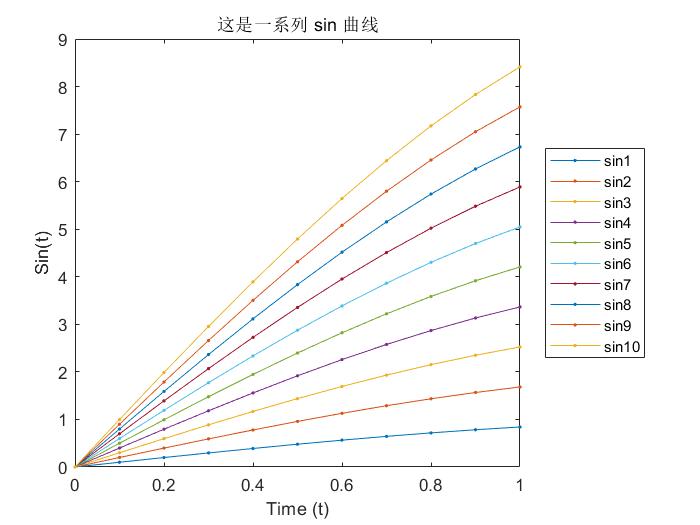 这是一系列 sin 曲线
9
8
7
6
5
4
3
2
1
0
Sin(t)
0 0.2 0.4 0.6 0.8 1
Time (t)
sin1
sin2
sin3
sin4
sin5
sin6
sin7
sin8
sin9
sin10